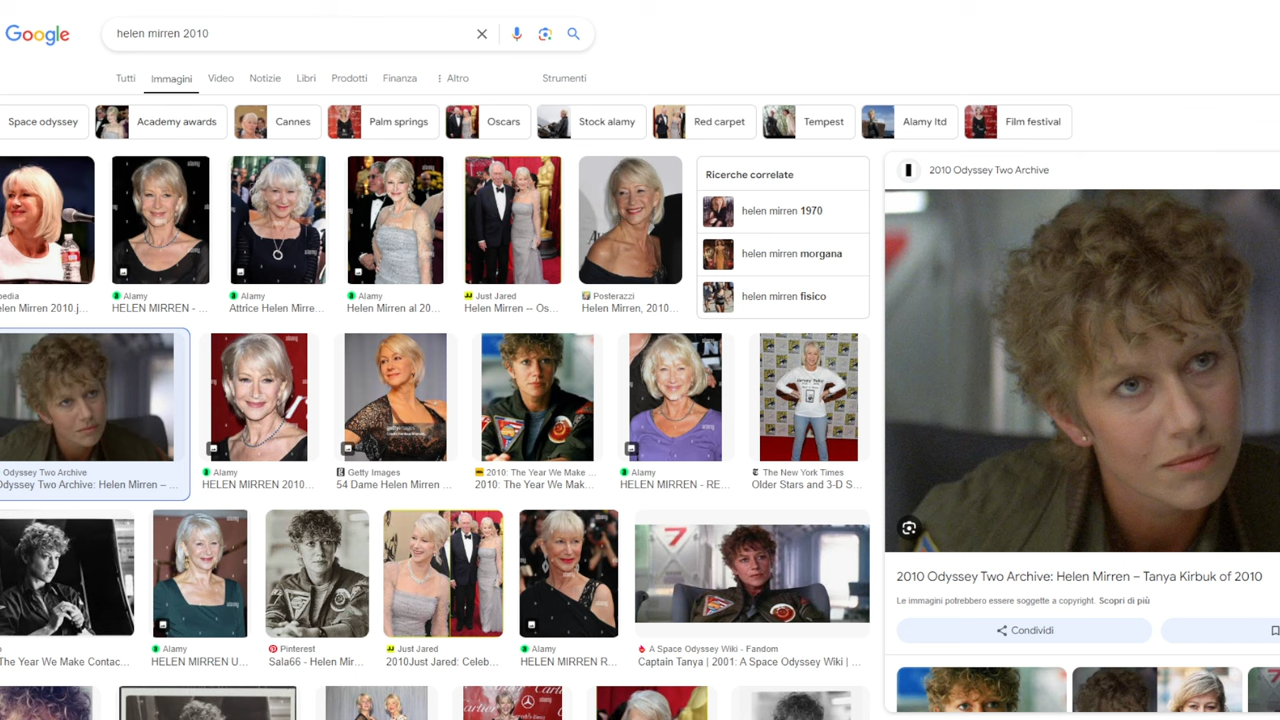 Google
helen mirren 2010
Tutti
Immagini
Video
Notizie
Libri
Prodotti
Finanza
Altro
Strumenti
Space odyssey
Academy awards
Cannes
Palm springs
Oscars
Stock alamy
Red carpet
Tempest
Alamy ltd
Film festival
pedia
elen Mirren 2010.j...
Alamy
HELEN MIRREN - ...
Alamy
Attrice Helen Mirre...
Alamy
Helen Mirren al 20...
Just Jared
Helen Mirren -- Os...
Posterazzi
Helen Mirren, 2010...
Ricerche correlate
helen mirren 1970
helen mirren morgana
helen mirren fisico
Odyssey Two Archive
Odyssey Two Archive: Helen Mirren – ...
Alamy
HELEN MIRREN 2010...
Getty Images
54 Dame Helen Mirren ...
2010: The Year We Make ...
2010: The Year We Mak...
Alamy
HELEN MIRREN - RE...
The New York Times
Older Stars and 3-D S...
The Year We Make Contac...
Alamy
HELEN MIRREN U...
Pinterest
Sala66 - Helen Mir...
Just Jared
2010Just Jared: Celeb...
Alamy
HELEN MIRREN R...
A Space Odyssey Wiki - Fandom
Captain Tanya | 2001: A Space Odyssey Wiki | ...
2010 Odyssey Two Archive
2010 Odyssey Two Archive: Helen Mirren – Tanya Kirbuk of 2010
Le immagini potrebbero essere soggette a copyright. Scopri di più
Condividi